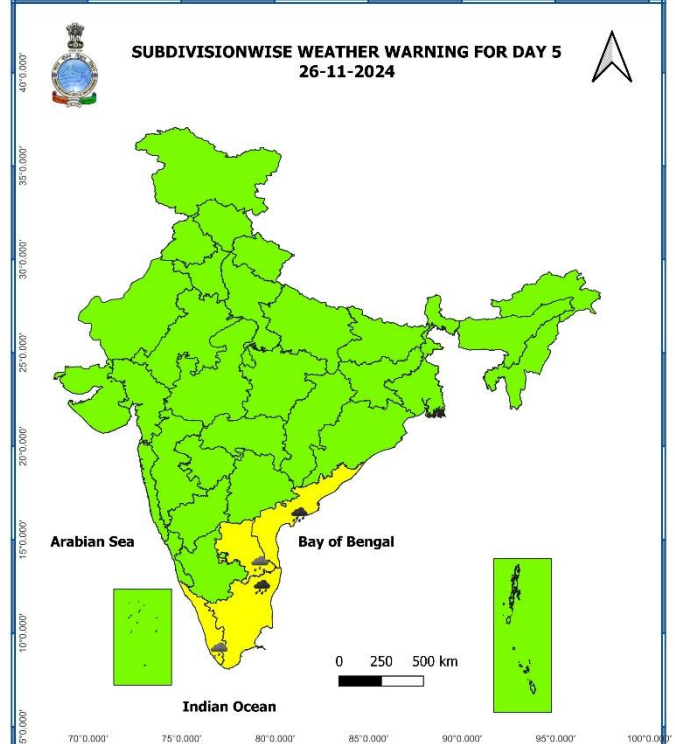 SUBDIVISIONWISE WEATHER WARNING FOR DAY 5
26-11-2024
40°0.000'
35°0.000'
30°0.000'
25°0.000'
20°0.000'
15°0.000'
10°0.000'
5°0.000'
Arabian Sea
Bay of Bengal
0 250 500 km
Indian Ocean
70°0.000' 75°0.000' 80°0.000' 85°0.000' 90°0.000' 95°0.000' 100°0.000'